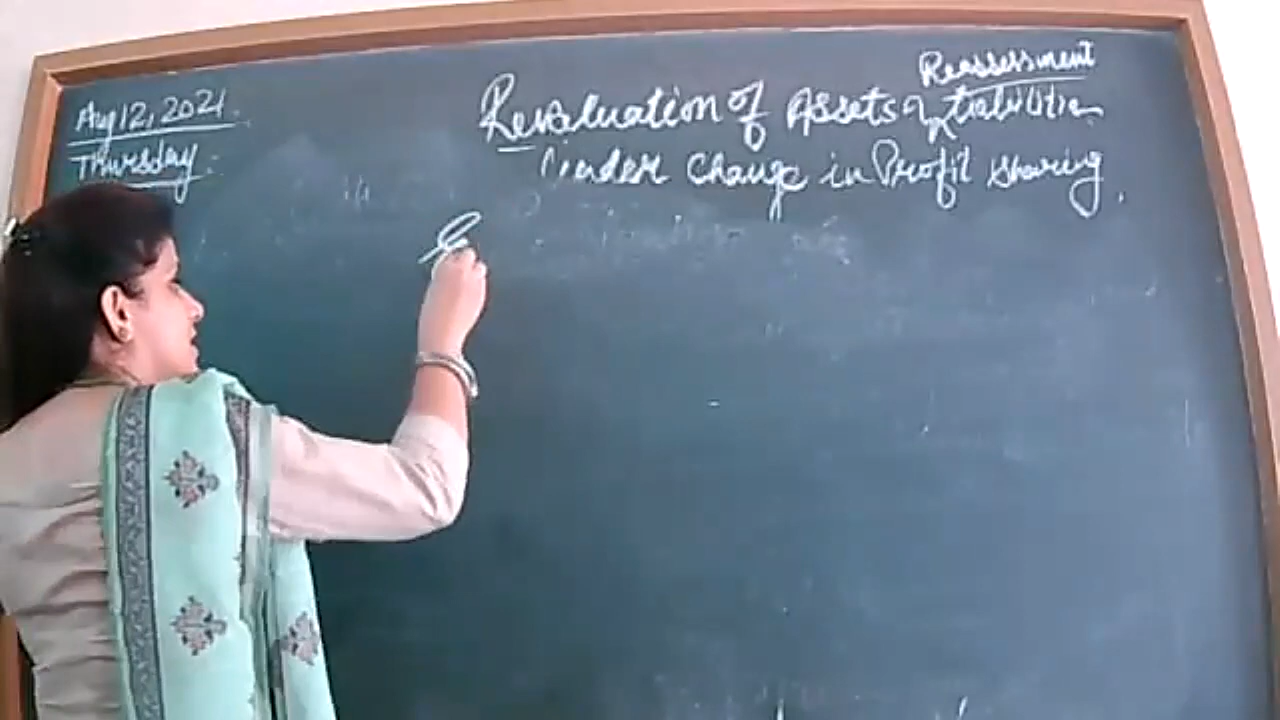 Aug 12, 2021.
Thursday:
Reassessment
Revaluation of Assets & Liabilities
Under Change in Profit sharing.